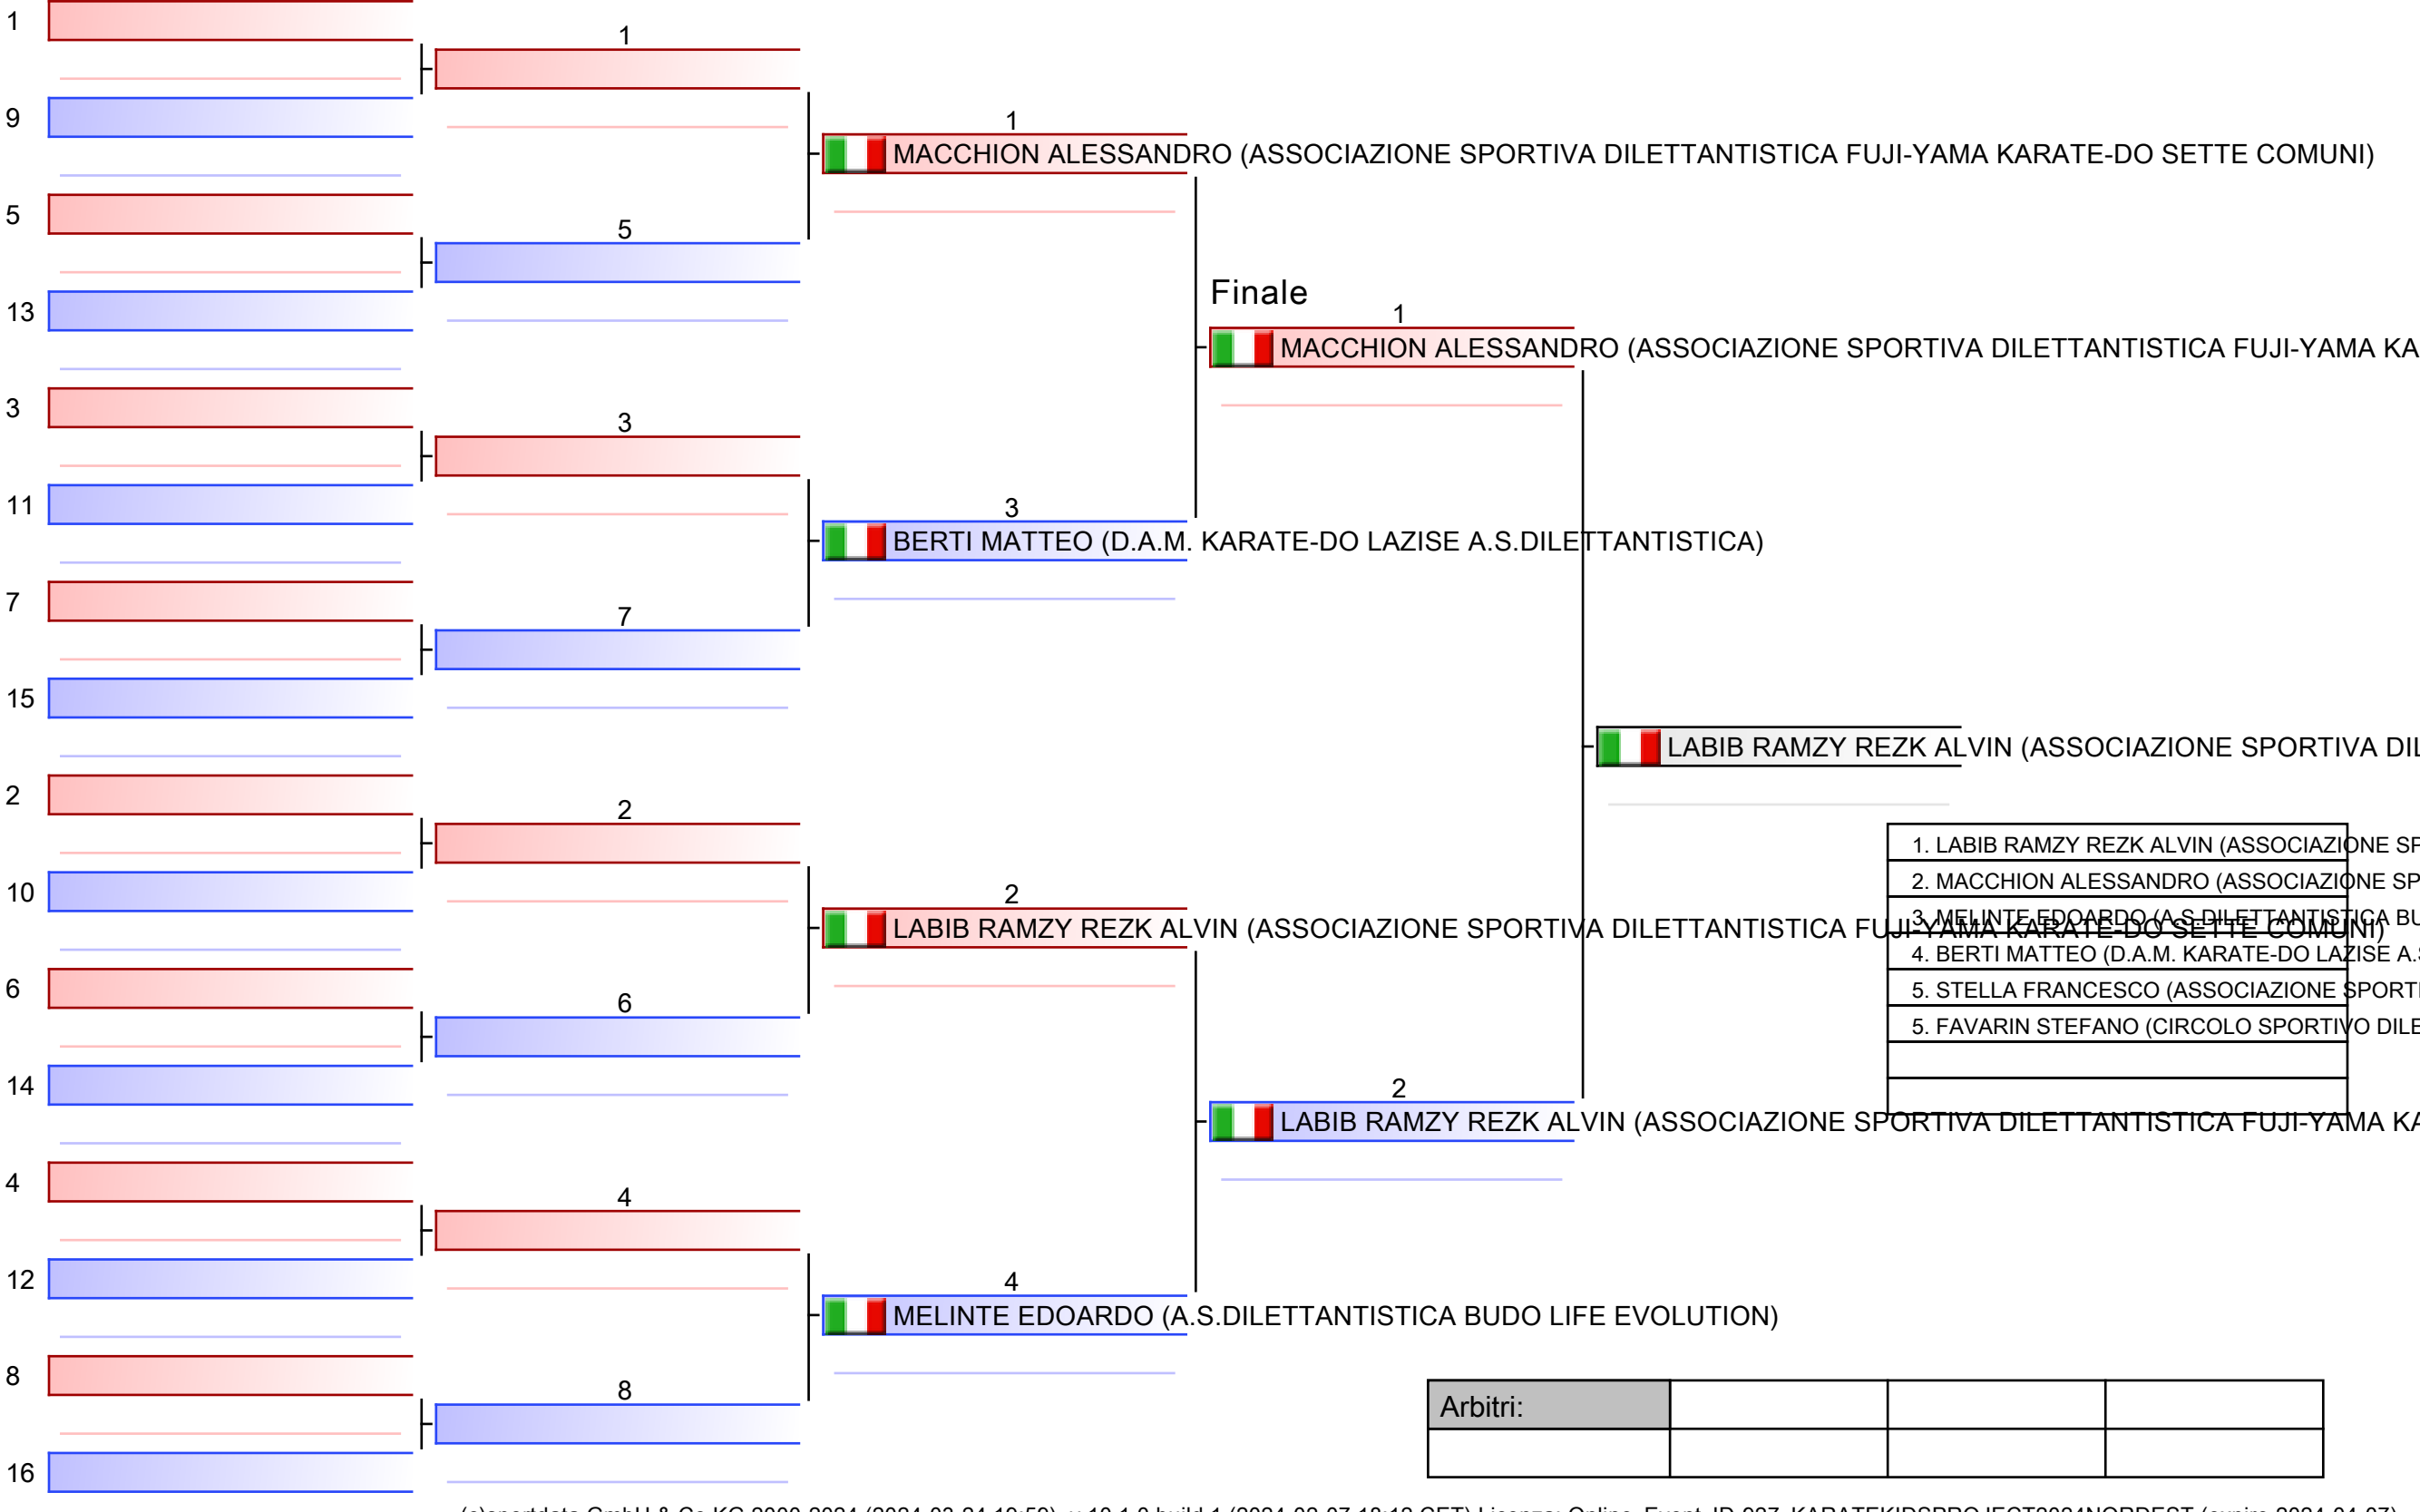 1
9
5
13
3
11
7
15
2
10
6
14
4
12
8
16
1
5
3
7
2
6
4
8
1
MACCHION ALESSANDRO (ASSOCIAZIONE SPORTIVA DILETTANTISTICA FUJI-YAMA KARATE-DO SETTE COMUNI)
3
BERTI MATTEO (D.A.M. KARATE-DO LAZISE A.S.DILETTANTISTICA)
2
LABIB RAMZY REZK ALVIN (ASSOCIAZIONE SPORTIVA DILETTANTISTICA FUJI-YAMA KARATE-DO SETTE COMUNI)
4
MELINTE EDOARDO (A.S.DILETTANTISTICA BUDO LIFE EVOLUTION)
Finale
1
MACCHION ALESSANDRO (ASSOCIAZIONE SPORTIVA DILETTANTISTICA FUJI-YAMA KA
2
LABIB RAMZY REZK ALVIN (ASSOCIAZIONE SPORTIVA DILETTANTISTICA FUJI-YAMA KA
LABIB RAMZY REZK ALVIN (ASSOCIAZIONE SPORTIVA DIL
1. LABIB RAMZY REZK ALVIN (ASSOCIAZIONE SP
2. MACCHION ALESSANDRO (ASSOCIAZIONE SP
3. MELINTE EDOARDO (A.S.DILETTANTISTICA BU
4. BERTI MATTEO (D.A.M. KARATE-DO LAZISE A.S
5. STELLA FRANCESCO (ASSOCIAZIONE SPORTI
5. FAVARIN STEFANO (CIRCOLO SPORTIVO DILE
Arbitri: